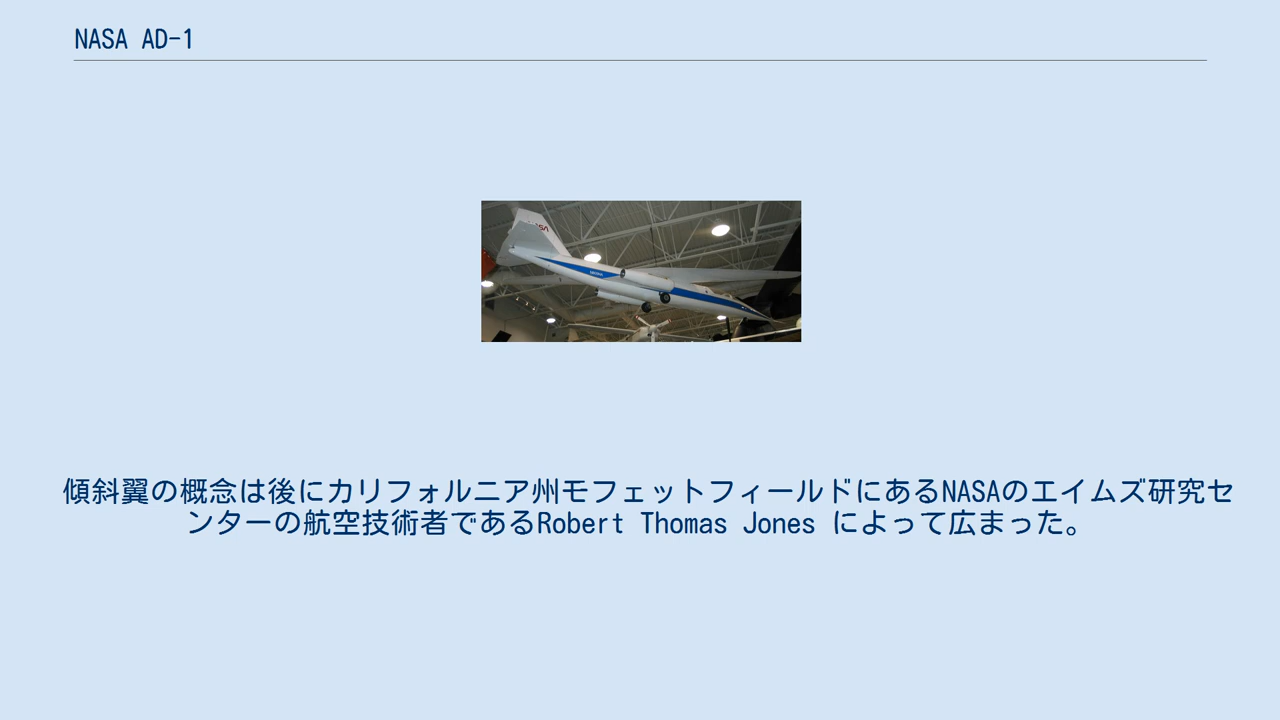 NASA AD-1
傾斜翼の概念は後にカリフォルニア州モフェットフィールドにあるNASAのエイムズ研究セ
ンターの航空技術者であるRobert Thomas Jones によって広まった。